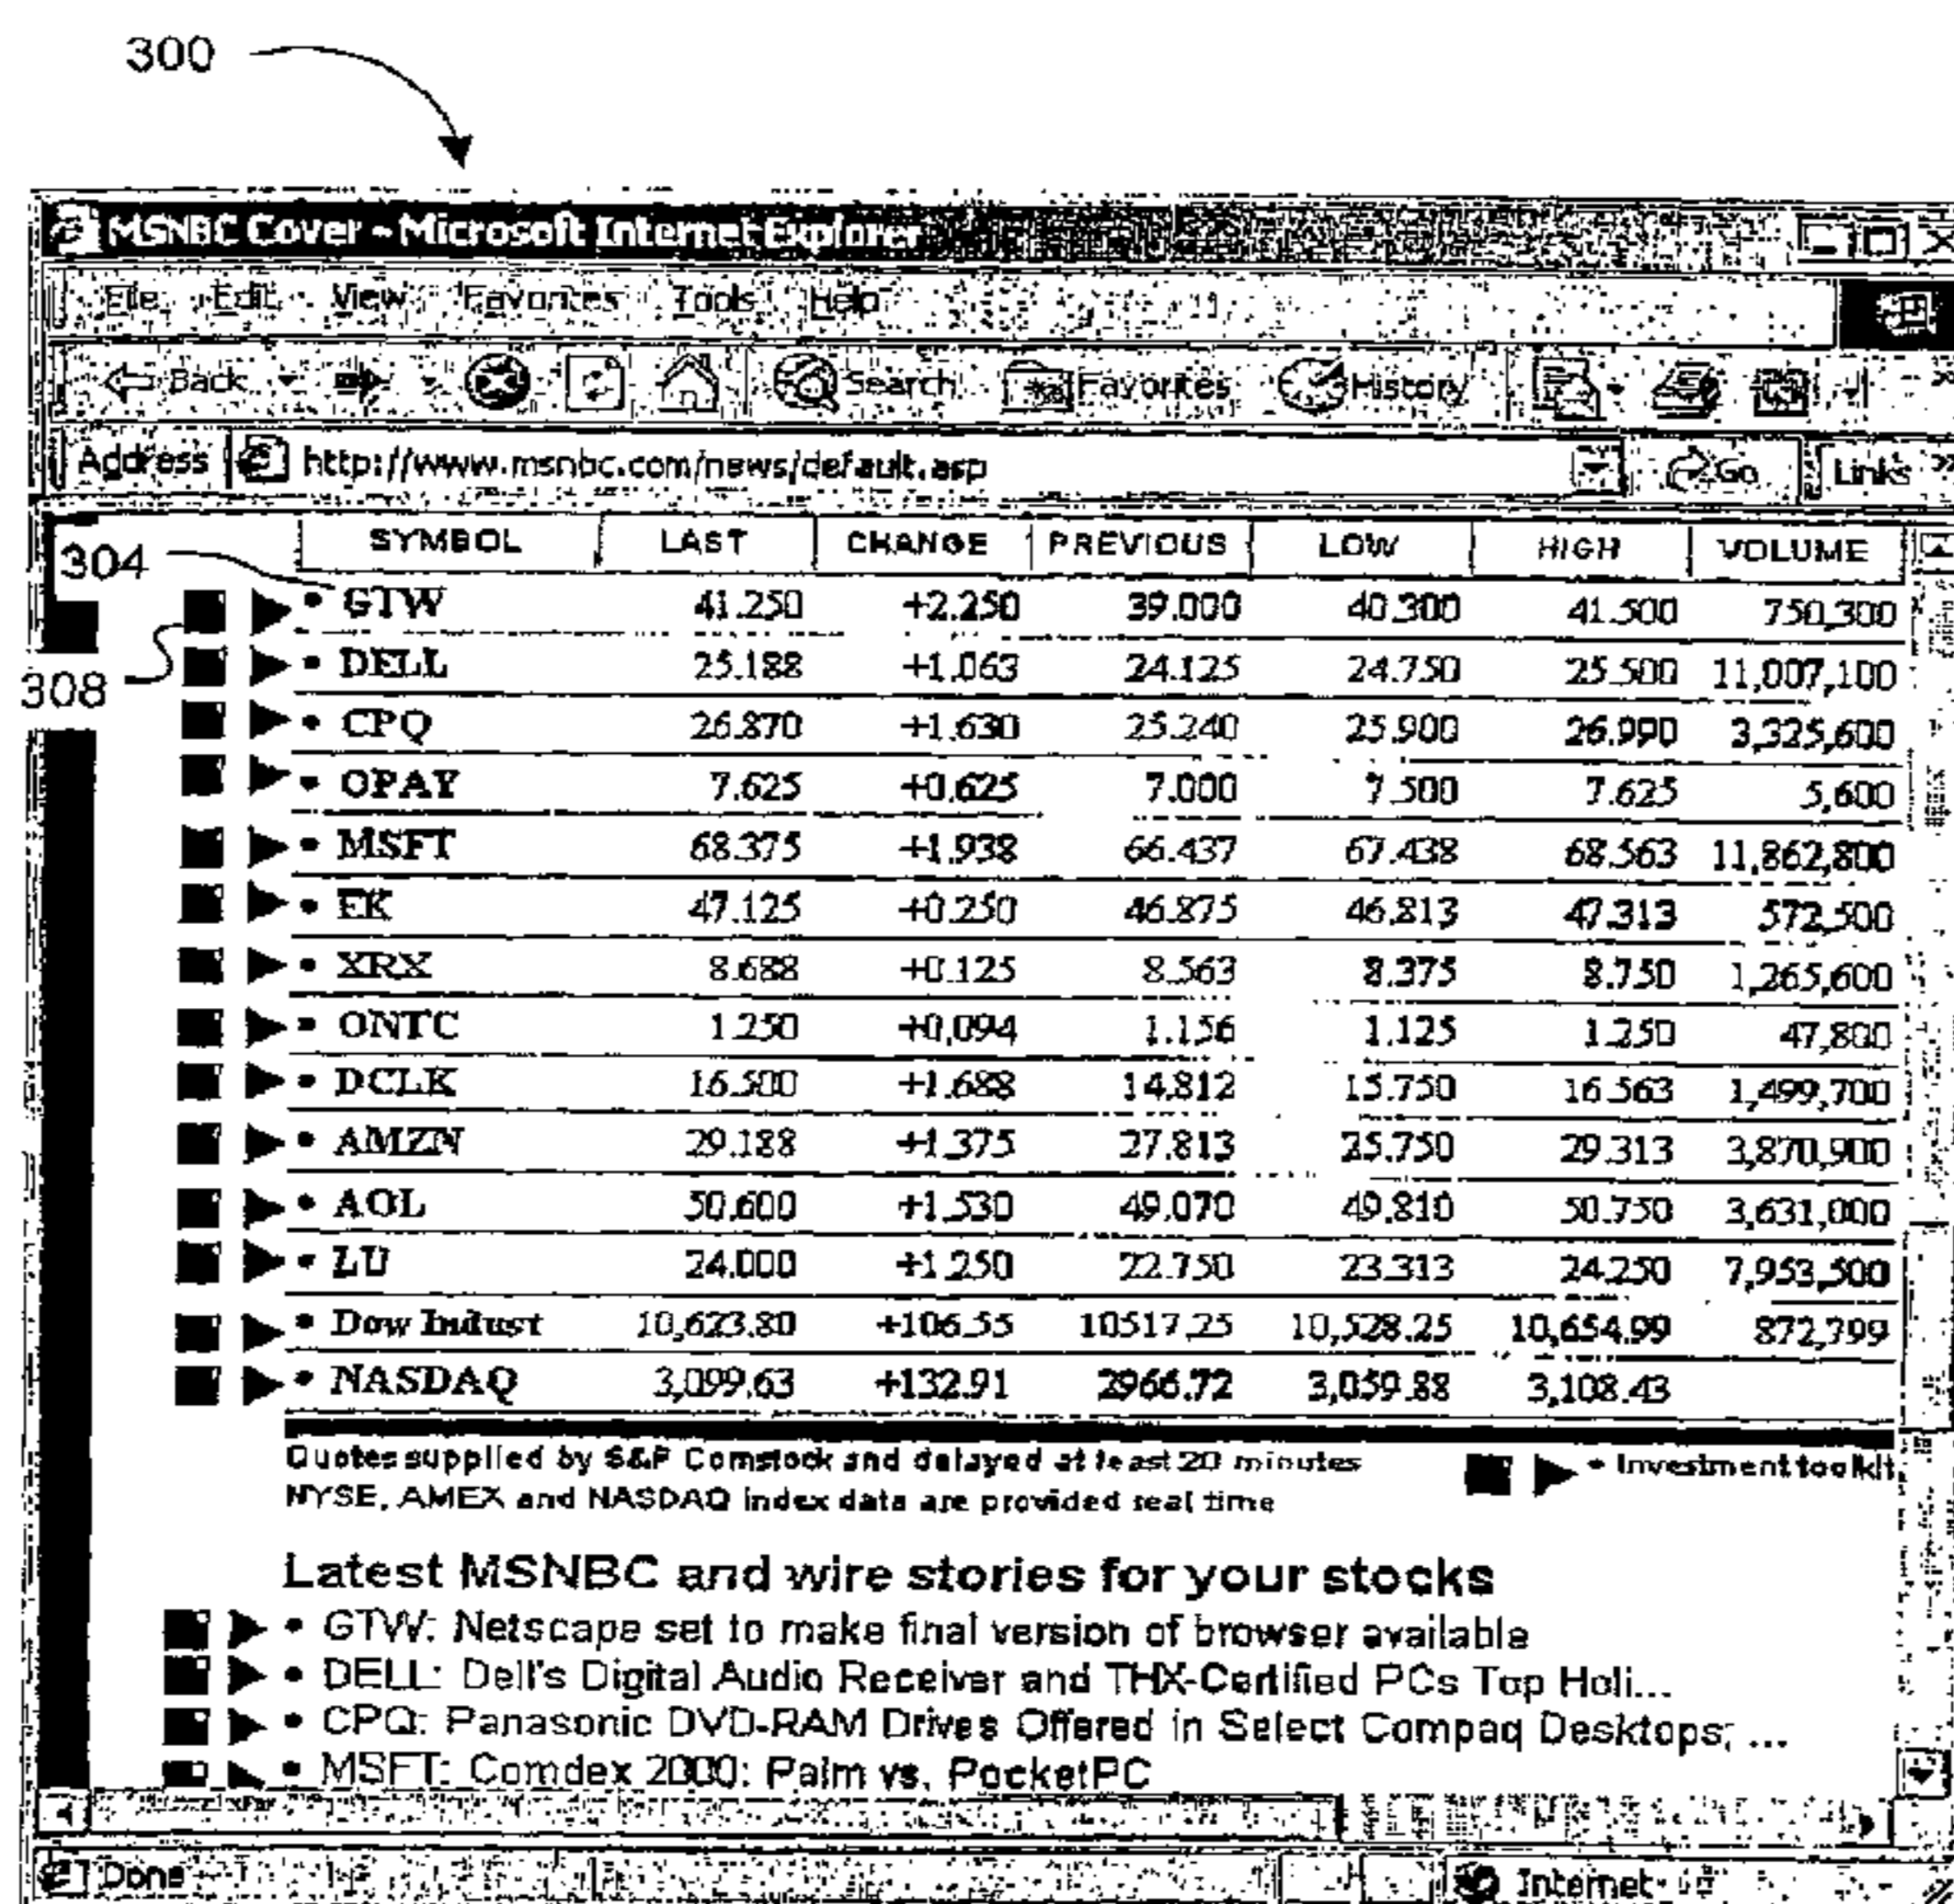 300
MSNBC Cover - Microsoft Internet Explorer
File Edit View Favorites Tools Help
Back Search Favorites History
Address http://www.msnbc.com/news/default.asp Go Links »
SYMBOL LAST CHANGE PREVIOUS LOW HIGH VOLUME
304
• GTW 41.250 +2.250 39.000 40.300 41.500 750,300
308
• DELL 25.188 +1.063 24.125 24.750 25.500 11,007,100
• CPQ 26.870 +1.630 25.240 25.900 26.990 3,325,600
• OPAY 7.625 +0.625 7.000 7.500 7.625 5,600
• MSFT 68.375 +1.938 66.437 67.438 68.563 11,862,800
• EK 47.125 +0.250 46.875 46.813 47.313 572,500
• XRX 8.688 +0.125 8.563 8.375 8.750 1,265,600
• ONTC 1.250 +0.094 1.156 1.125 1.250 47,800
• DCLK 16.500 +1.688 14.812 15.750 16.563 1,499,700
• AMZN 29.188 +1.375 27.813 25.750 29.313 3,870,900
• AOL 50.600 +1.530 49.070 49.810 50.750 3,631,000
• LU 24.000 +1.250 22.750 23.313 24.250 7,953,500
• Dow Indust 10,623.80 +106.55 10517.25 10,528.25 10,654.99 872,799
• NASDAQ 3,099.63 +132.91 2966.72 3,059.88 3,108.43
Quotes supplied by S&P Comstock and delayed at least 20 minutes • Investment toolkit
NYSE, AMEX and NASDAQ index data are provided real time
Latest MSNBC and wire stories for your stocks
• GTW: Netscape set to make final version of browser available
• DELL: Dell's Digital Audio Receiver and THX-Certified PCs Top Holi...
• CPQ: Panasonic DVD-RAM Drives Offered in Select Compaq Desktops; ...
• MSFT: Comdex 2000: Palm vs. PocketPC
Done Internet